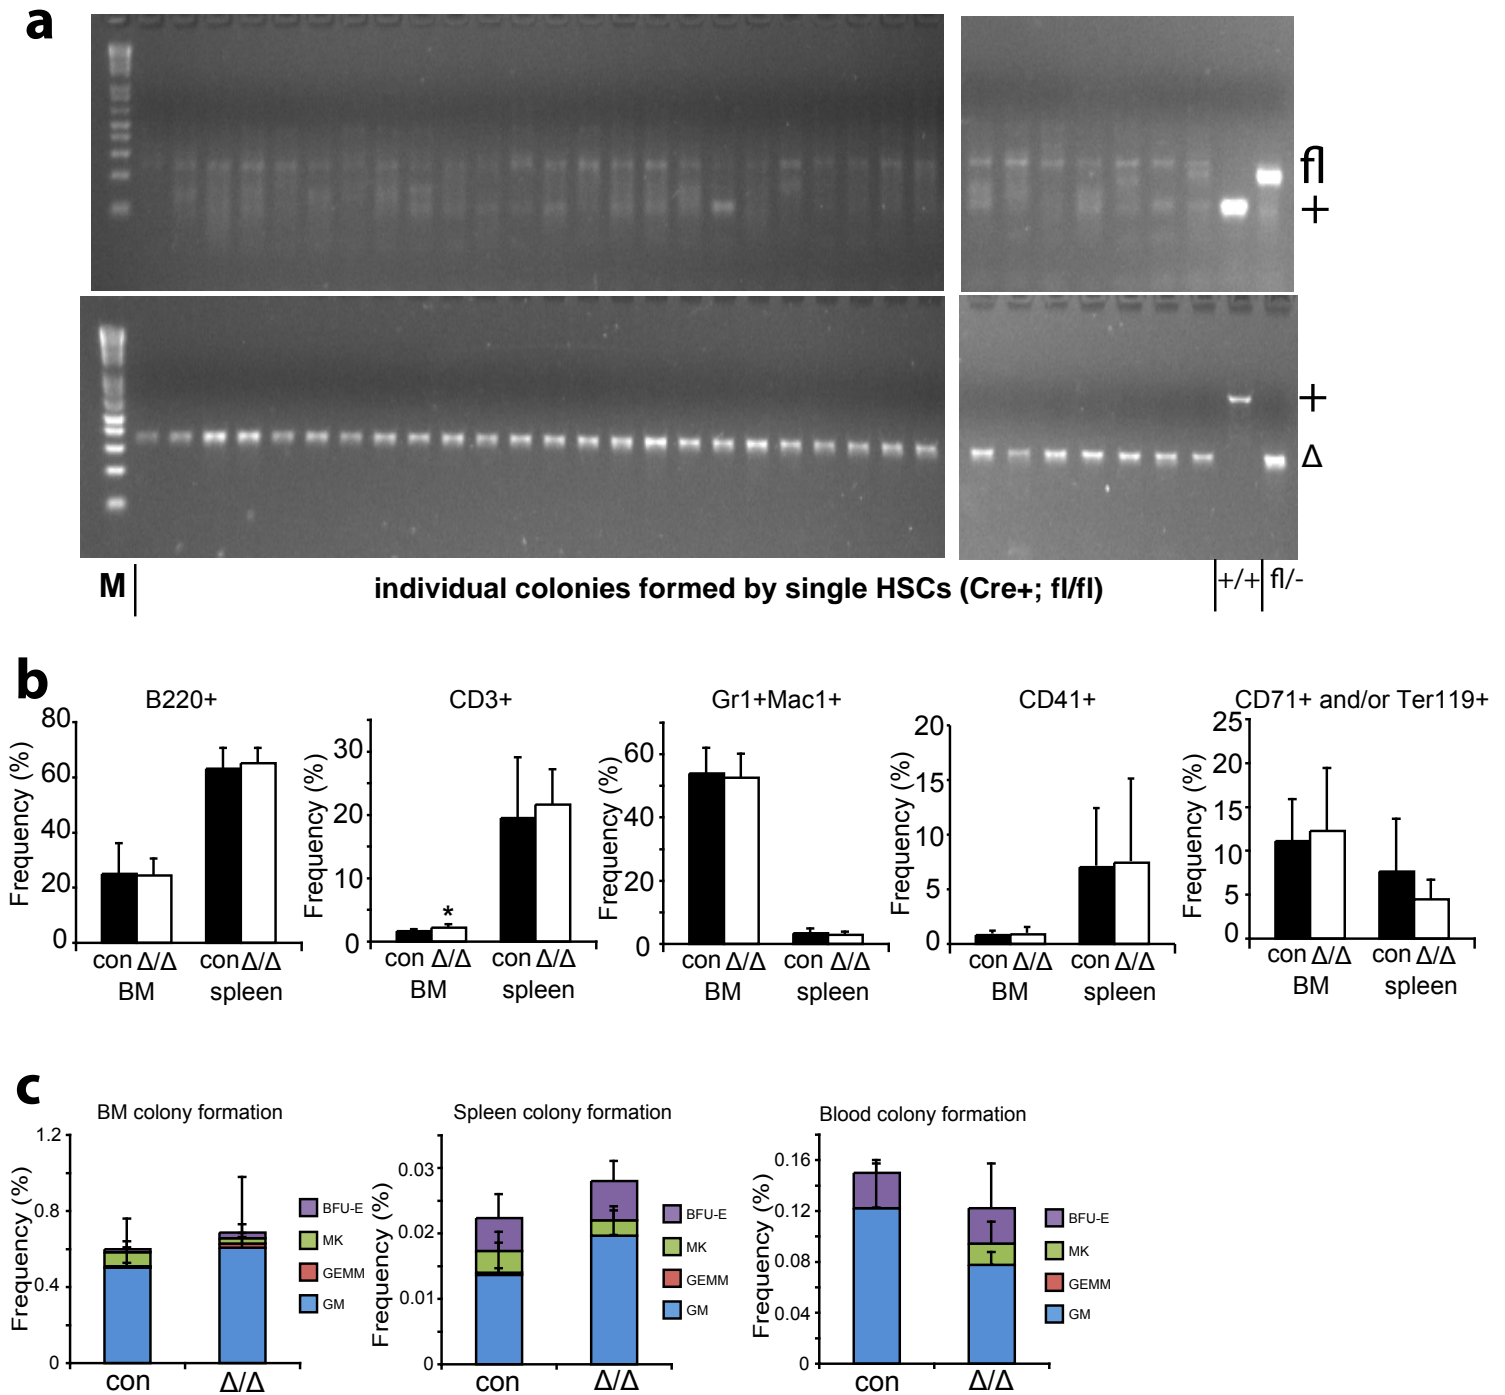 a
fl
+
+
Δ
M individual colonies formed by single HSCs (Cre+; fl/fl) +/+ fl/-
b
B220+
Frequency (%)
80
60
40
20
0
con Δ/Δ con Δ/Δ
BM spleen
CD3+
Frequency (%)
30
20
10
0
*
con Δ/Δ con Δ/Δ
BM spleen
Gr1+Mac1+
Frequency (%)
60
40
20
0
con Δ/Δ con Δ/Δ
BM spleen
CD41+
Frequency (%)
20
15
10
5
0
con Δ/Δ con Δ/Δ
BM spleen
CD71+ and/or Ter119+
Frequency (%)
25
20
15
10
5
0
con Δ/Δ con Δ/Δ
BM spleen
c
BM colony formation
Frequency (%)
1.2
0.8
0.4
0
con Δ/Δ
BFU-E
MK
GEMM
GM
Spleen colony formation
Frequency (%)
0.03
0.02
0.01
0
con Δ/Δ
BFU-E
MK
GEMM
GM
Blood colony formation
Frequency (%)
0.16
0.12
0.08
0.04
0
con Δ/Δ
BFU-E
MK
GEMM
GM